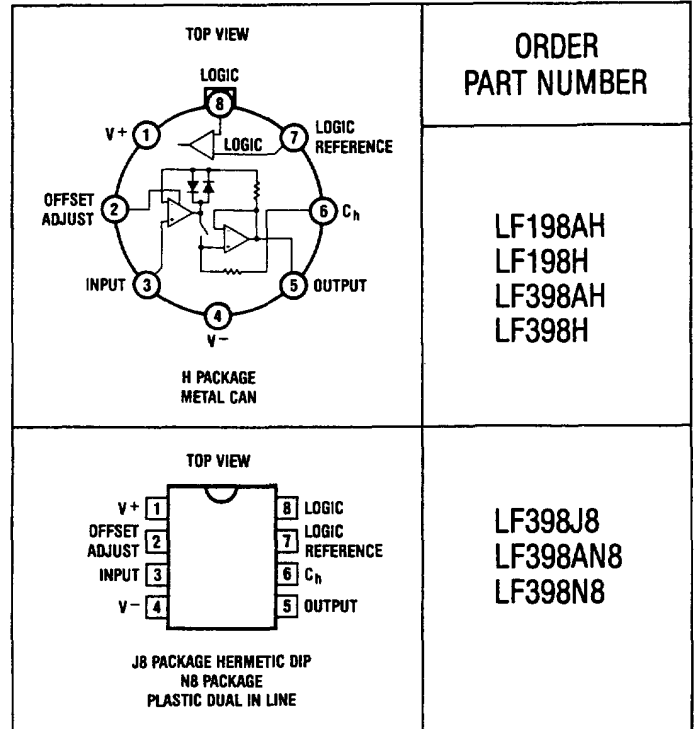 TOP VIEW
LOGIC
8
V+ 1
LOGIC
7 LOGIC REFERENCE
OFFSET ADJUST 2
6 Ch
INPUT 3
5 OUTPUT
4
V−
H PACKAGE
METAL CAN
ORDER
PART NUMBER
LF198AH
LF198H
LF398AH
LF398H
TOP VIEW
V+ 1
8 LOGIC
OFFSET ADJUST 2
7 LOGIC REFERENCE
INPUT 3
6 Ch
V− 4
5 OUTPUT
J8 PACKAGE HERMETIC DIP
N8 PACKAGE
PLASTIC DUAL IN LINE
LF398J8
LF398AN8
LF398N8